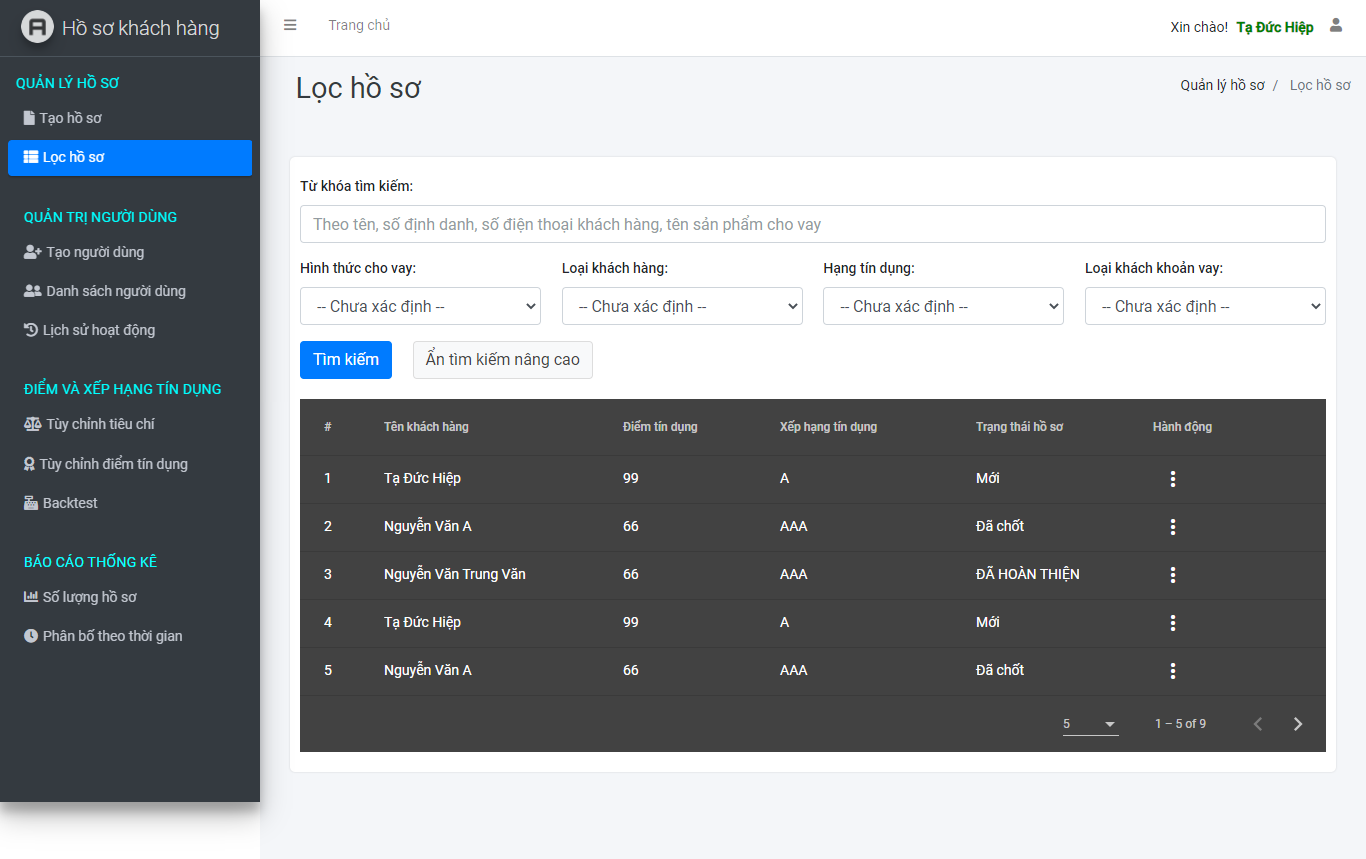 Hồ sơ khách hàng
Trang chủ
Xin chào! Tạ Đức Hiệp
QUẢN LÝ HỒ SƠ
Tạo hồ sơ
Lọc hồ sơ
QUẢN TRỊ NGƯỜI DÙNG
Tạo người dùng
Danh sách người dùng
Lịch sử hoạt động
ĐIỂM VÀ XẾP HẠNG TÍN DỤNG
Tùy chỉnh tiêu chí
Tùy chỉnh điểm tín dụng
Backtest
BÁO CÁO THỐNG KÊ
Số lượng hồ sơ
Phân bố theo thời gian
Lọc hồ sơ
Quản lý hồ sơ / Lọc hồ sơ
Từ khóa tìm kiếm:
Theo tên, số định danh, số điện thoại khách hàng, tên sản phẩm cho vay
Hình thức cho vay: Loại khách hàng: Hạng tín dụng: Loại khách khoản vay:
-- Chưa xác định -- -- Chưa xác định -- -- Chưa xác định -- -- Chưa xác định --
Tìm kiếm Ẩn tìm kiếm nâng cao
# Tên khách hàng Điểm tín dụng Xếp hạng tín dụng Trạng thái hồ sơ Hành động
1 Tạ Đức Hiệp 99 A Mới
2 Nguyễn Văn A 66 AAA Đã chốt
3 Nguyễn Văn Trung Văn 66 AAA ĐÃ HOÀN THIỆN
4 Tạ Đức Hiệp 99 A Mới
5 Nguyễn Văn A 66 AAA Đã chốt
5 1 – 5 of 9